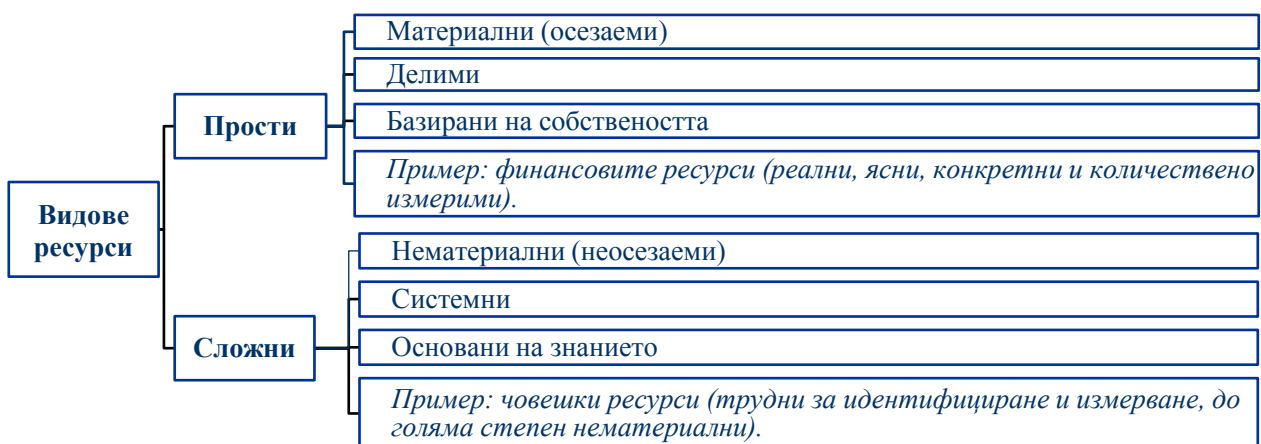 Видове
ресурси
Прости
Материални (осезаеми)
Делими
Базирани на собствеността
Пример: финансовите ресурси (реални, ясни, конкретни и количествено
измерими).
Сложни
Нематериални (неосезаеми)
Системни
Основани на знанието
Пример: човешки ресурси (трудни за идентифициране и измерване, до
голяма степен нематериални).